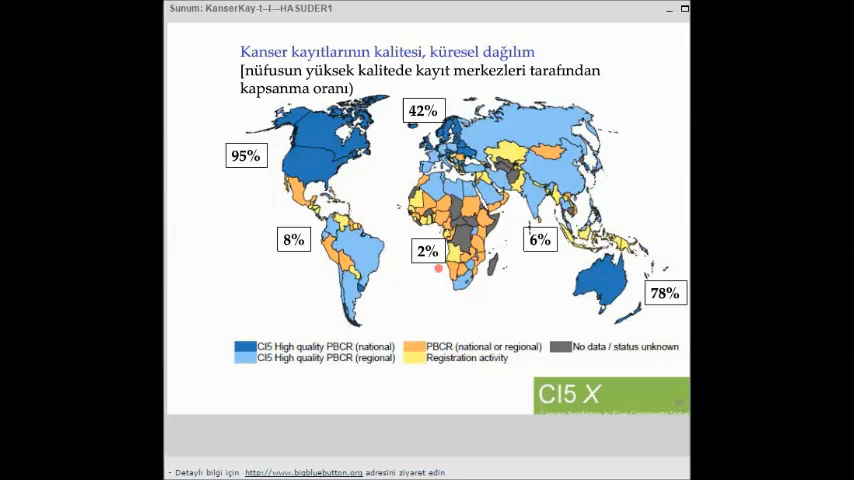 Sunum: KanserKay-t--I---HASUDER1
Kanser kayıtlarının kalitesi, küresel dağılım
[nüfusun yüksek kalitede kayıt merkezleri tarafından
kapsanma oranı)
42%
95%
8%
2%
6%
78%
CI5 High quality PBCR (national)
PBCR (national or regional)
No data / status unknown
CI5 High quality PBCR (regional)
Registration activity
CI5 X
- Detaylı bilgi için http://www.bigbluebutton.org adresini ziyaret edin